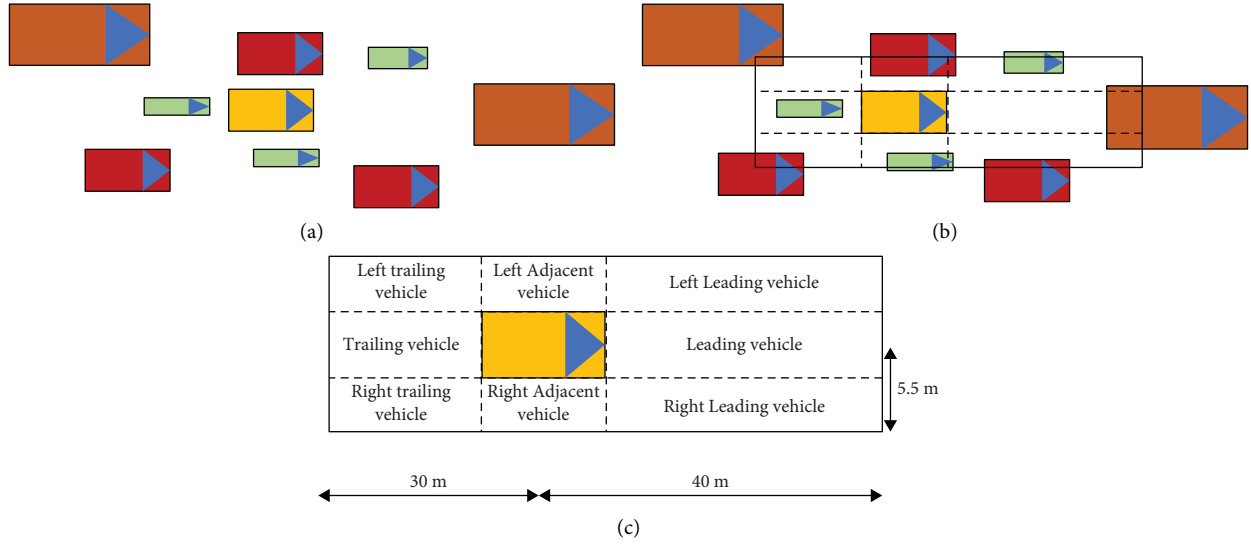 (a)
(b)
Left trailing
vehicle
Left Adjacent
vehicle
Left Leading vehicle
Trailing vehicle
Leading vehicle
Right trailing
vehicle
Right Adjacent
vehicle
Right Leading vehicle
5.5 m
30 m
40 m
(c)